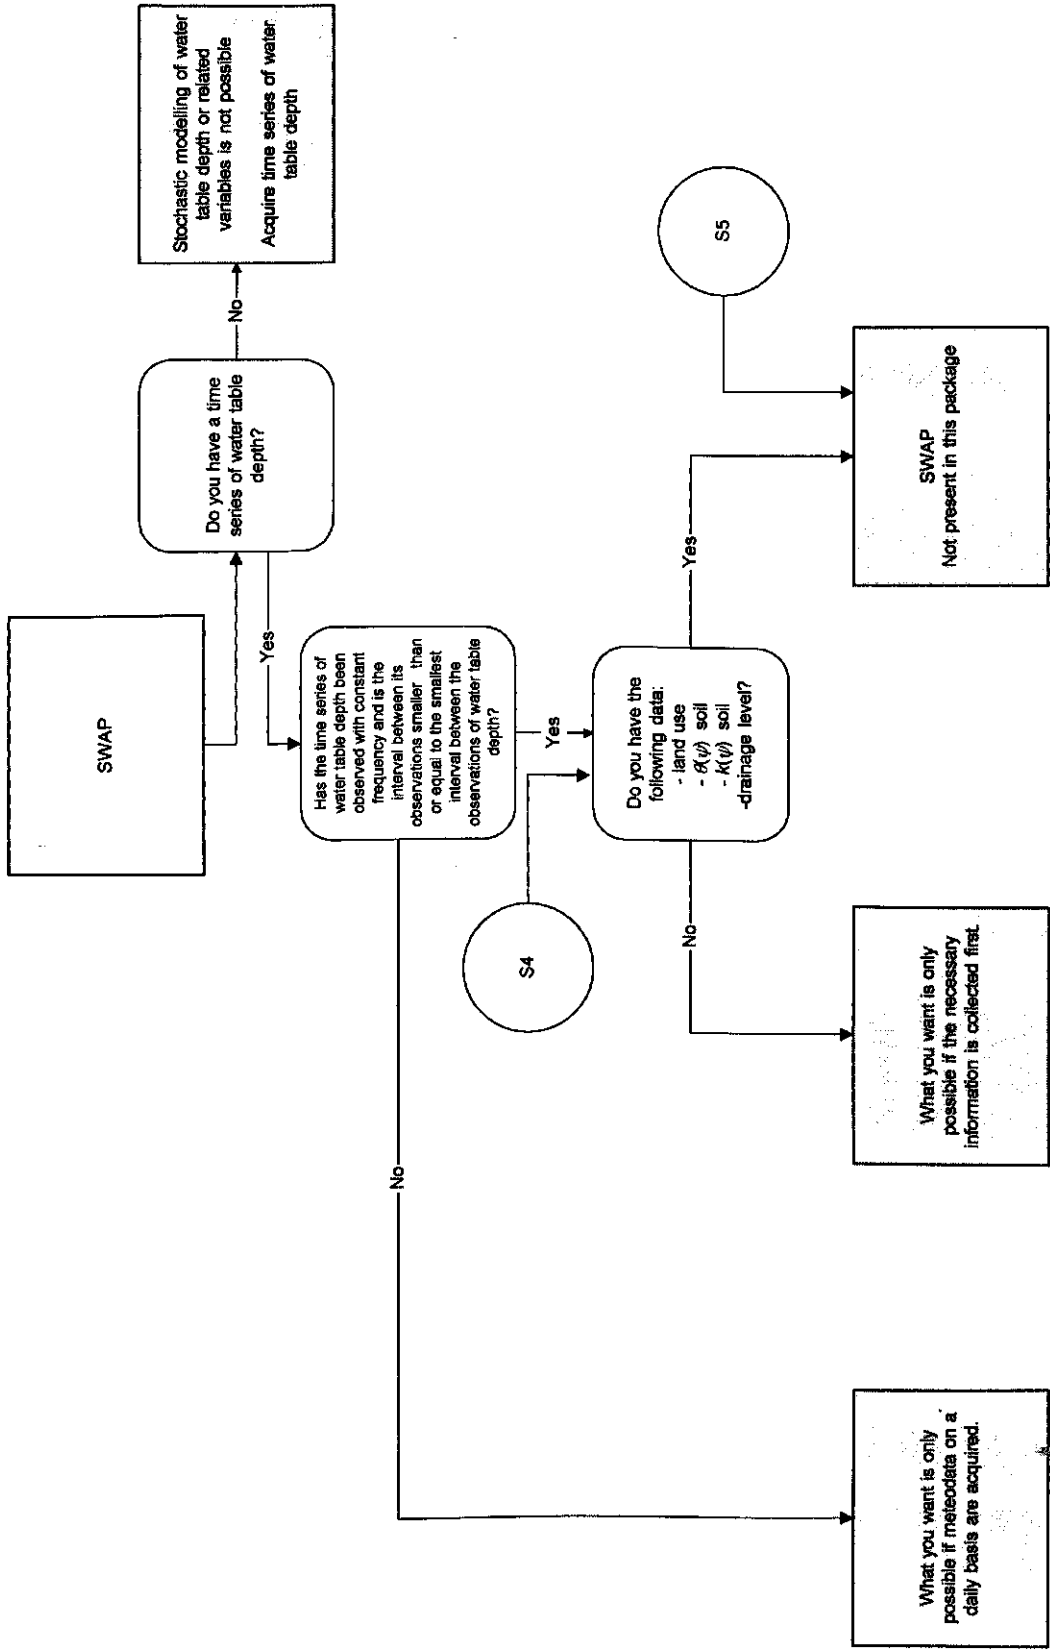 SWAP
Do you have a time
series of water table
depth?
No
Stochastic modelling of water
table depth or related
variables is not possible
Acquire time series of water
table depth
Yes
Has the time series of
water table depth been
observed with constant
frequency and is the
interval between its
observations smaller than
or equal to the smallest
interval between the
observations of water table
depth?
No
Yes
S4
Do you have the
following data:
- land use
- θ(ψ) soil
- k(ψ) soil
-drainage level?
No
Yes
S5
What you want is only
possible if meteodata on a
daily basis are acquired.
What you want is only
possible if the necessary
information is collected first.
SWAP
Not present in this package